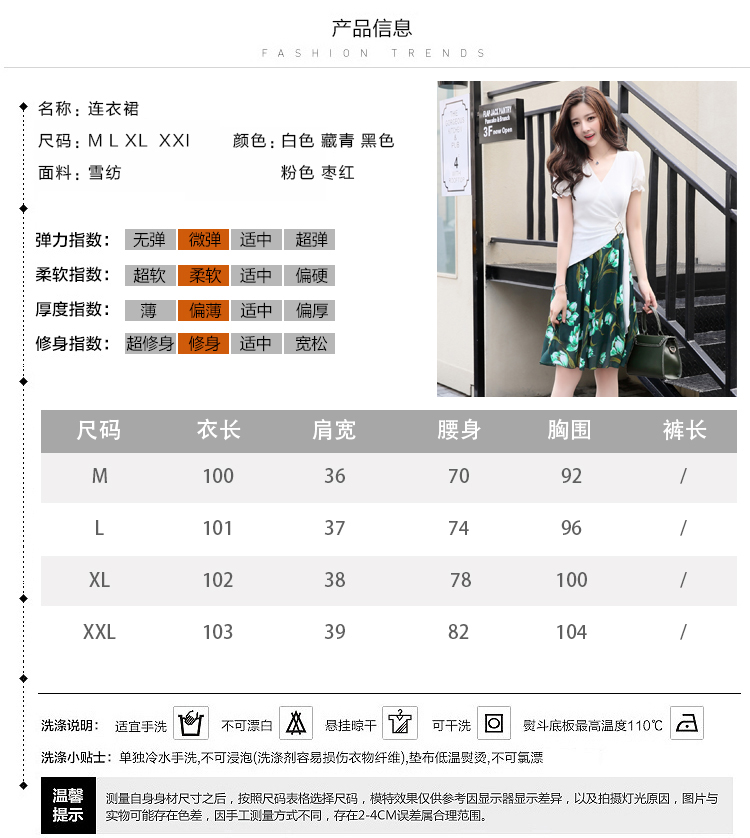 产品信息
FASHION TRENDS
名称：连衣裙
尺码：M L XL XXl 颜色：白色 藏青 黑色
面料：雪纺 粉色 枣红
弹力指数： 无弹 微弹 适中 超弹
柔软指数： 超软 柔软 适中 偏硬
厚度指数： 薄 偏薄 适中 偏厚
修身指数： 超修身 修身 适中 宽松
FLAP JACK PANTRY
Pancake & Brunch
3F now Open
4
尺码 衣长 肩宽 腰身 胸围 裤长
M 100 36 70 92 /
L 101 37 74 96 /
XL 102 38 78 100 /
XXL 103 39 82 104 /
洗涤说明： 适宜手洗 不可漂白 悬挂晾干 可干洗 熨斗底板最高温度110℃
洗涤小贴士：单独冷水手洗,不可浸泡(洗涤剂容易损伤衣物纤维),垫布低温熨烫,不可氯漂
温馨提示
测量自身身材尺寸之后，按照尺码表格选择尺码，模特效果仅供参考因显示器显示差异，以及拍摄灯光原因，图片与
实物可能存在色差，因手工测量方式不同，存在2-4CM误差属合理范围。